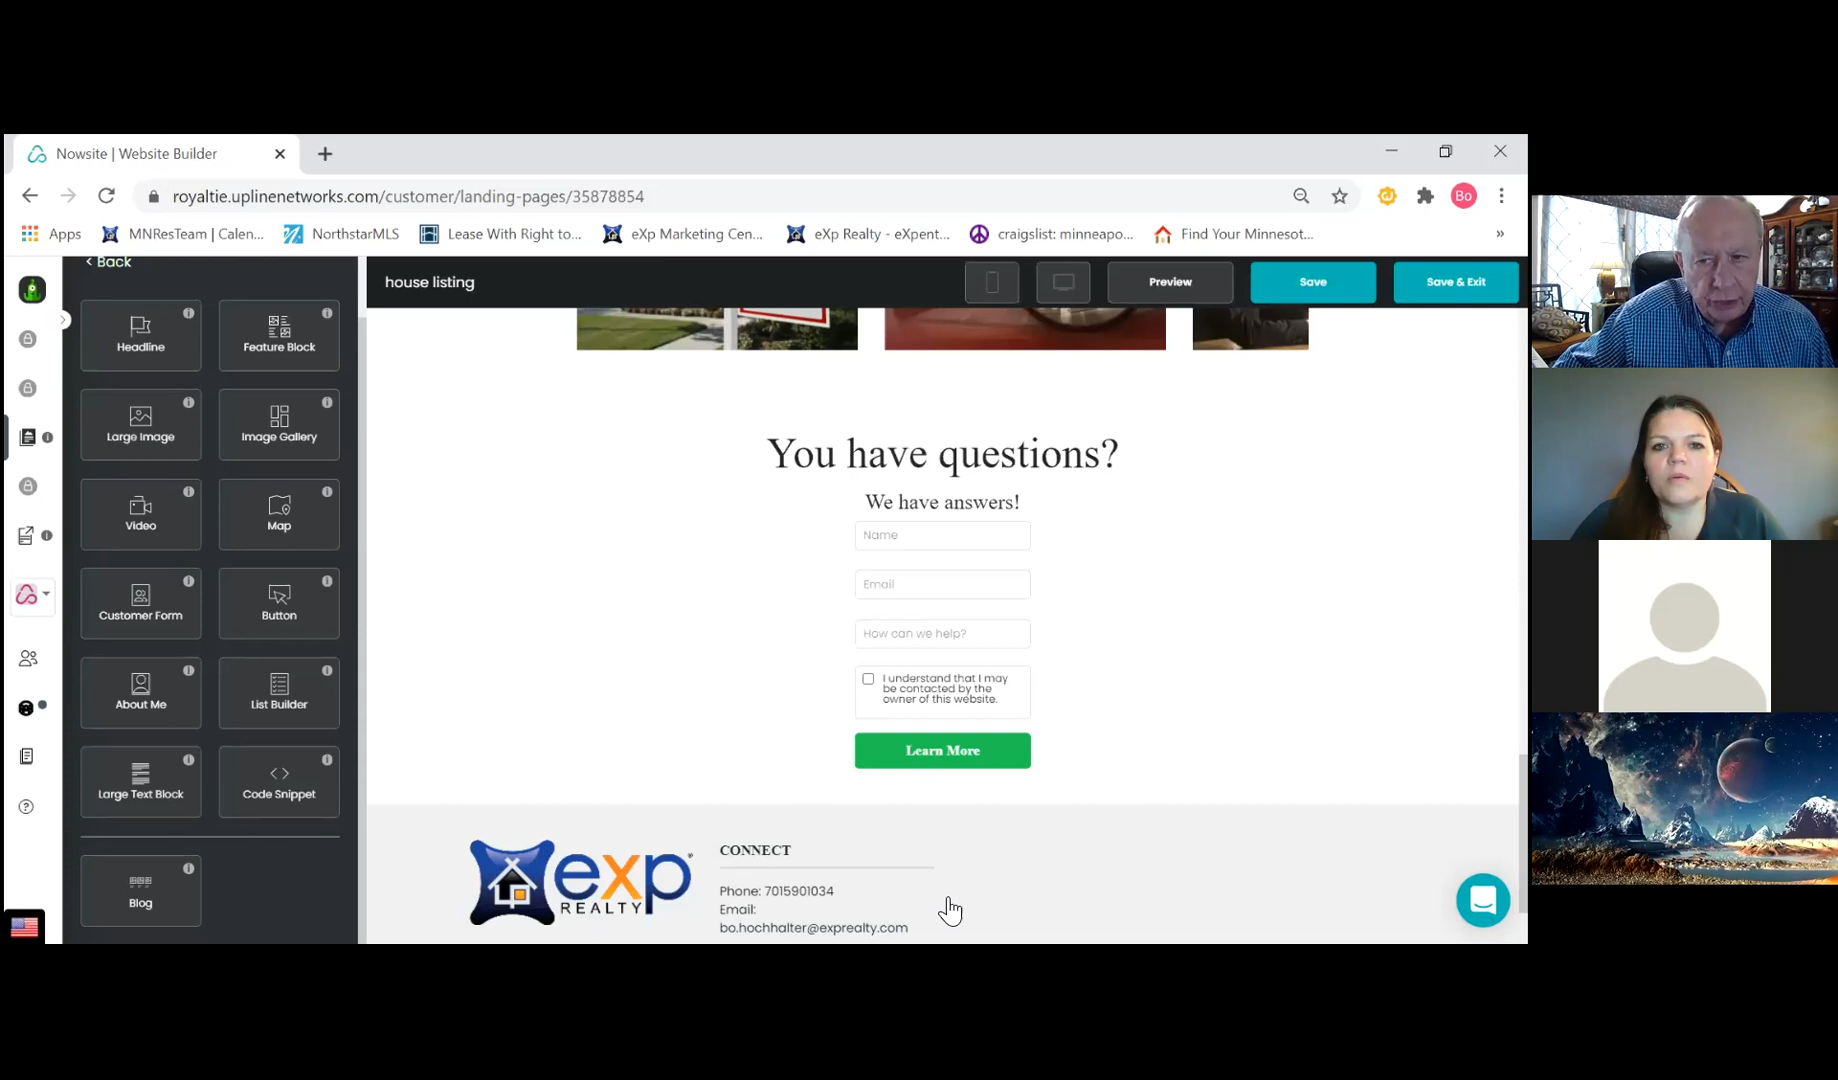 Nowsite | Website Builder
royaltie.uplinenetworks.com/customer/landing-pages/35878854
Bo
Apps
MNResTeam | Calen...
NorthstarMLS
Lease With Right to...
eXp Marketing Cen...
eXp Realty - eXpent...
craigslist: minneapo...
Find Your Minnesot...
»
< Back
house listing
Preview
Save
Save & Exit
Headline
Feature Block
Large Image
Image Gallery
Video
Map
Customer Form
Button
About Me
List Builder
Large Text Block
Code Snippet
Blog
You have questions?
We have answers!
Name
Email
How can we help?
I understand that I may
be contacted by the
owner of this website.
Learn More
exp
REALTY
CONNECT
Phone: 7015901034
Email:
bo.hochhalter@exprealty.com